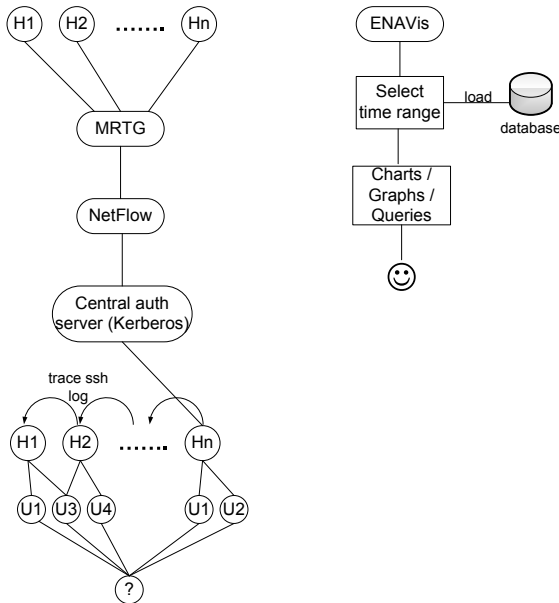 H1 H2 ....... Hn
MRTG
NetFlow
Central auth
server (Kerberos)
trace ssh
log
H1 H2 ....... Hn
U1 U3 U4 U1 U2
?
ENAVis
Select
time range
load
database
Charts /
Graphs /
Queries